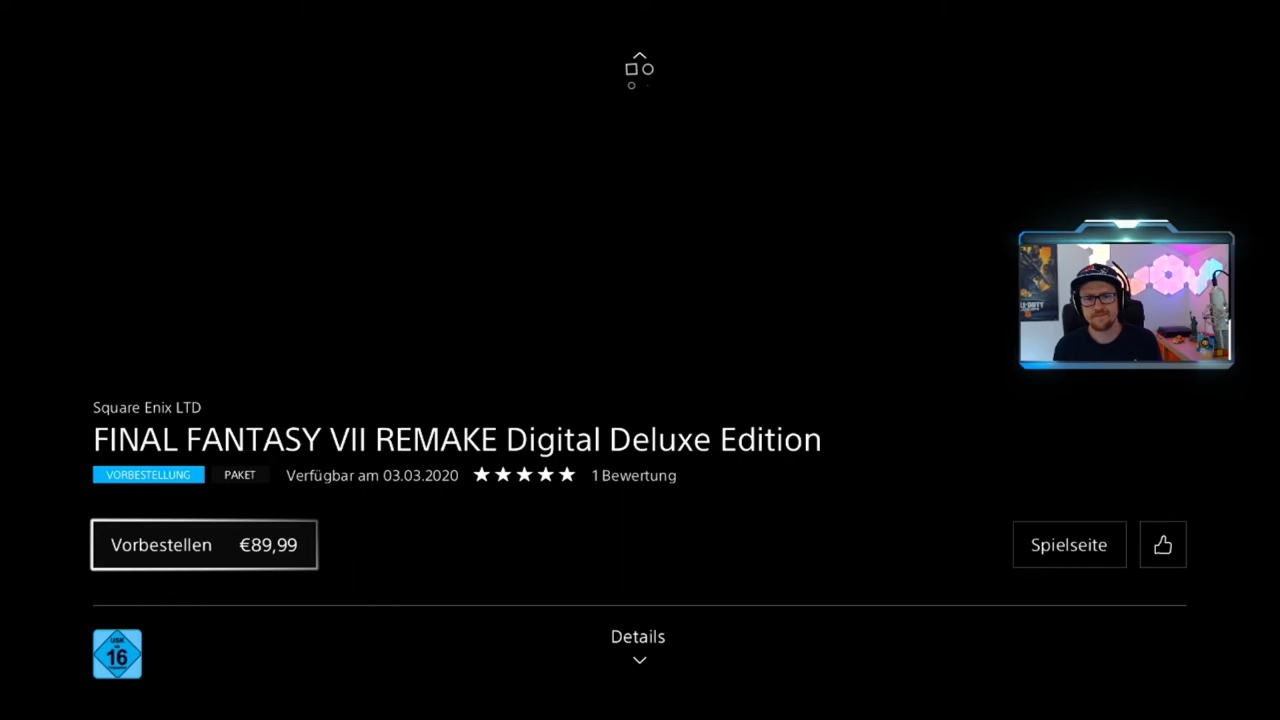 Square Enix LTD
FINAL FANTASY VII REMAKE Digital Deluxe Edition
VORBESTELLUNG PAKET Verfügbar am 03.03.2020 1 Bewertung
Vorbestellen €89,99
Spielseite
Details
USK
16